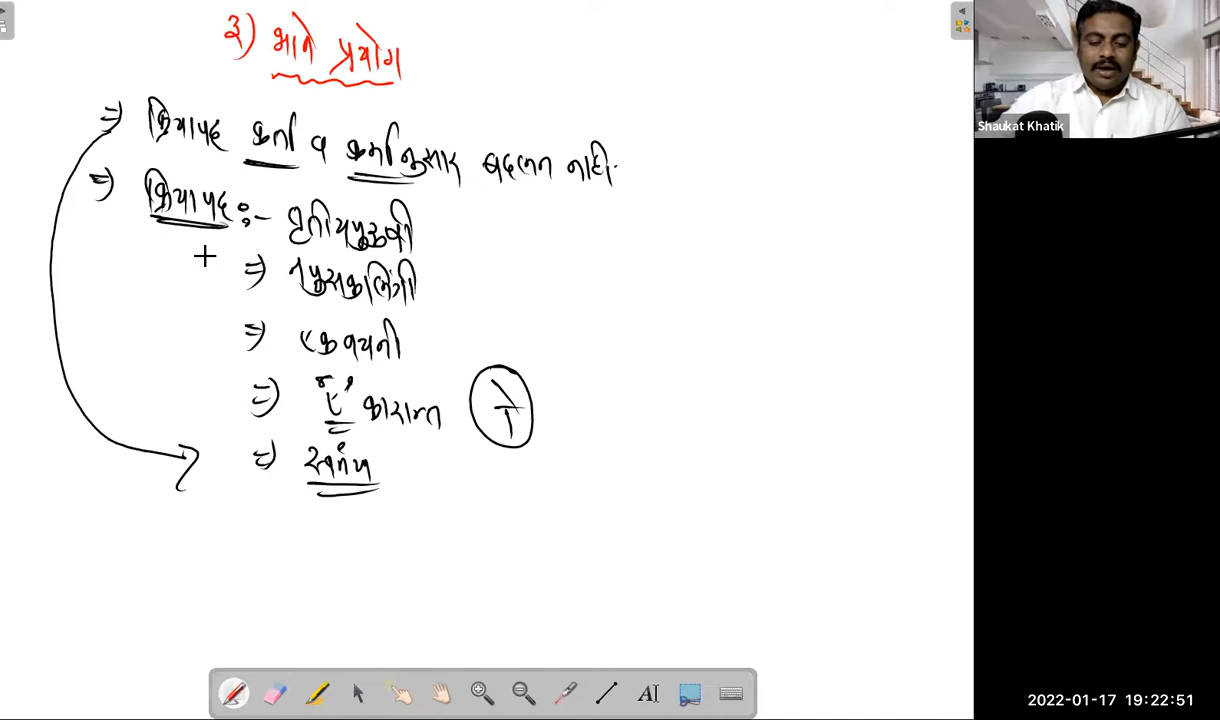 ३) भावे प्रयोग
⇒ क्रियापद कर्ता व कर्मानुसार बदलत नाही.
⇒ क्रियापद :- तृतीयपुरुषी
⇒ नपुसकलिंगी
⇒ एकवचनी
⇒ 'ए' कारान्त
⇒ स्वतंत्र
Shaukat Khatik
AI
2022-01-17 19:22:51